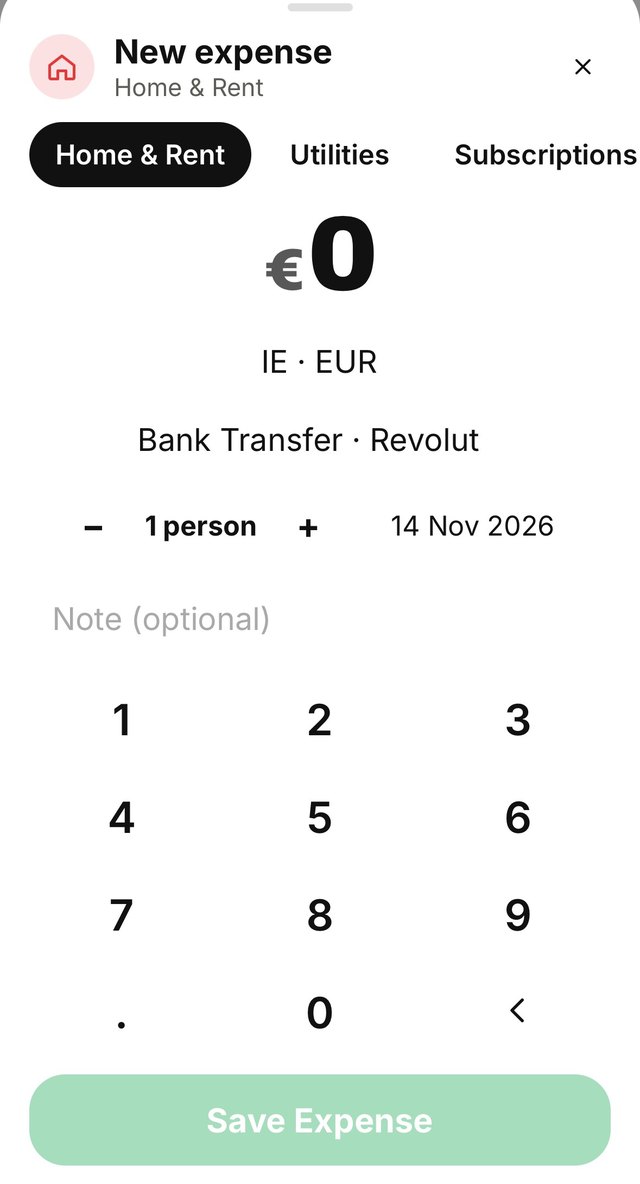 New expense
Home & Rent
Home & Rent Utilities Subscriptions
€0
IE · EUR
Bank Transfer · Revolut
− 1 person + 14 Nov 2026
Note (optional)
1 2 3
4 5 6
7 8 9
. 0
Save Expense